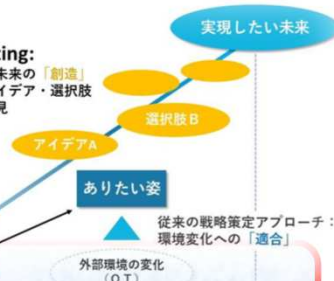 実現したい未来
ting:
未来の「創造」
イデア・選択肢
見
選択肢B
アイデアA
ありたい姿
従来の戦略策定アプローチ：
環境変化への「適合」
外部環境の変化
（O,T）